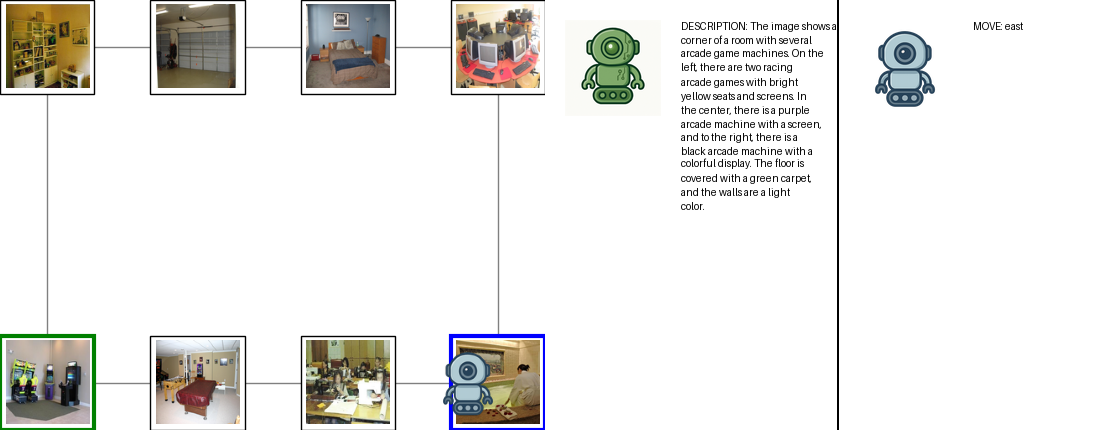 DESCRIPTION: The image shows a
corner of a room with several
arcade game machines. On the
left, there are two racing
arcade games with bright
yellow seats and screens. In
the center, there is a purple
arcade machine with a screen,
and to the right, there is a
black arcade machine with a
colorful display. The floor is
covered with a green carpet,
and the walls are a light
color.
MOVE: east